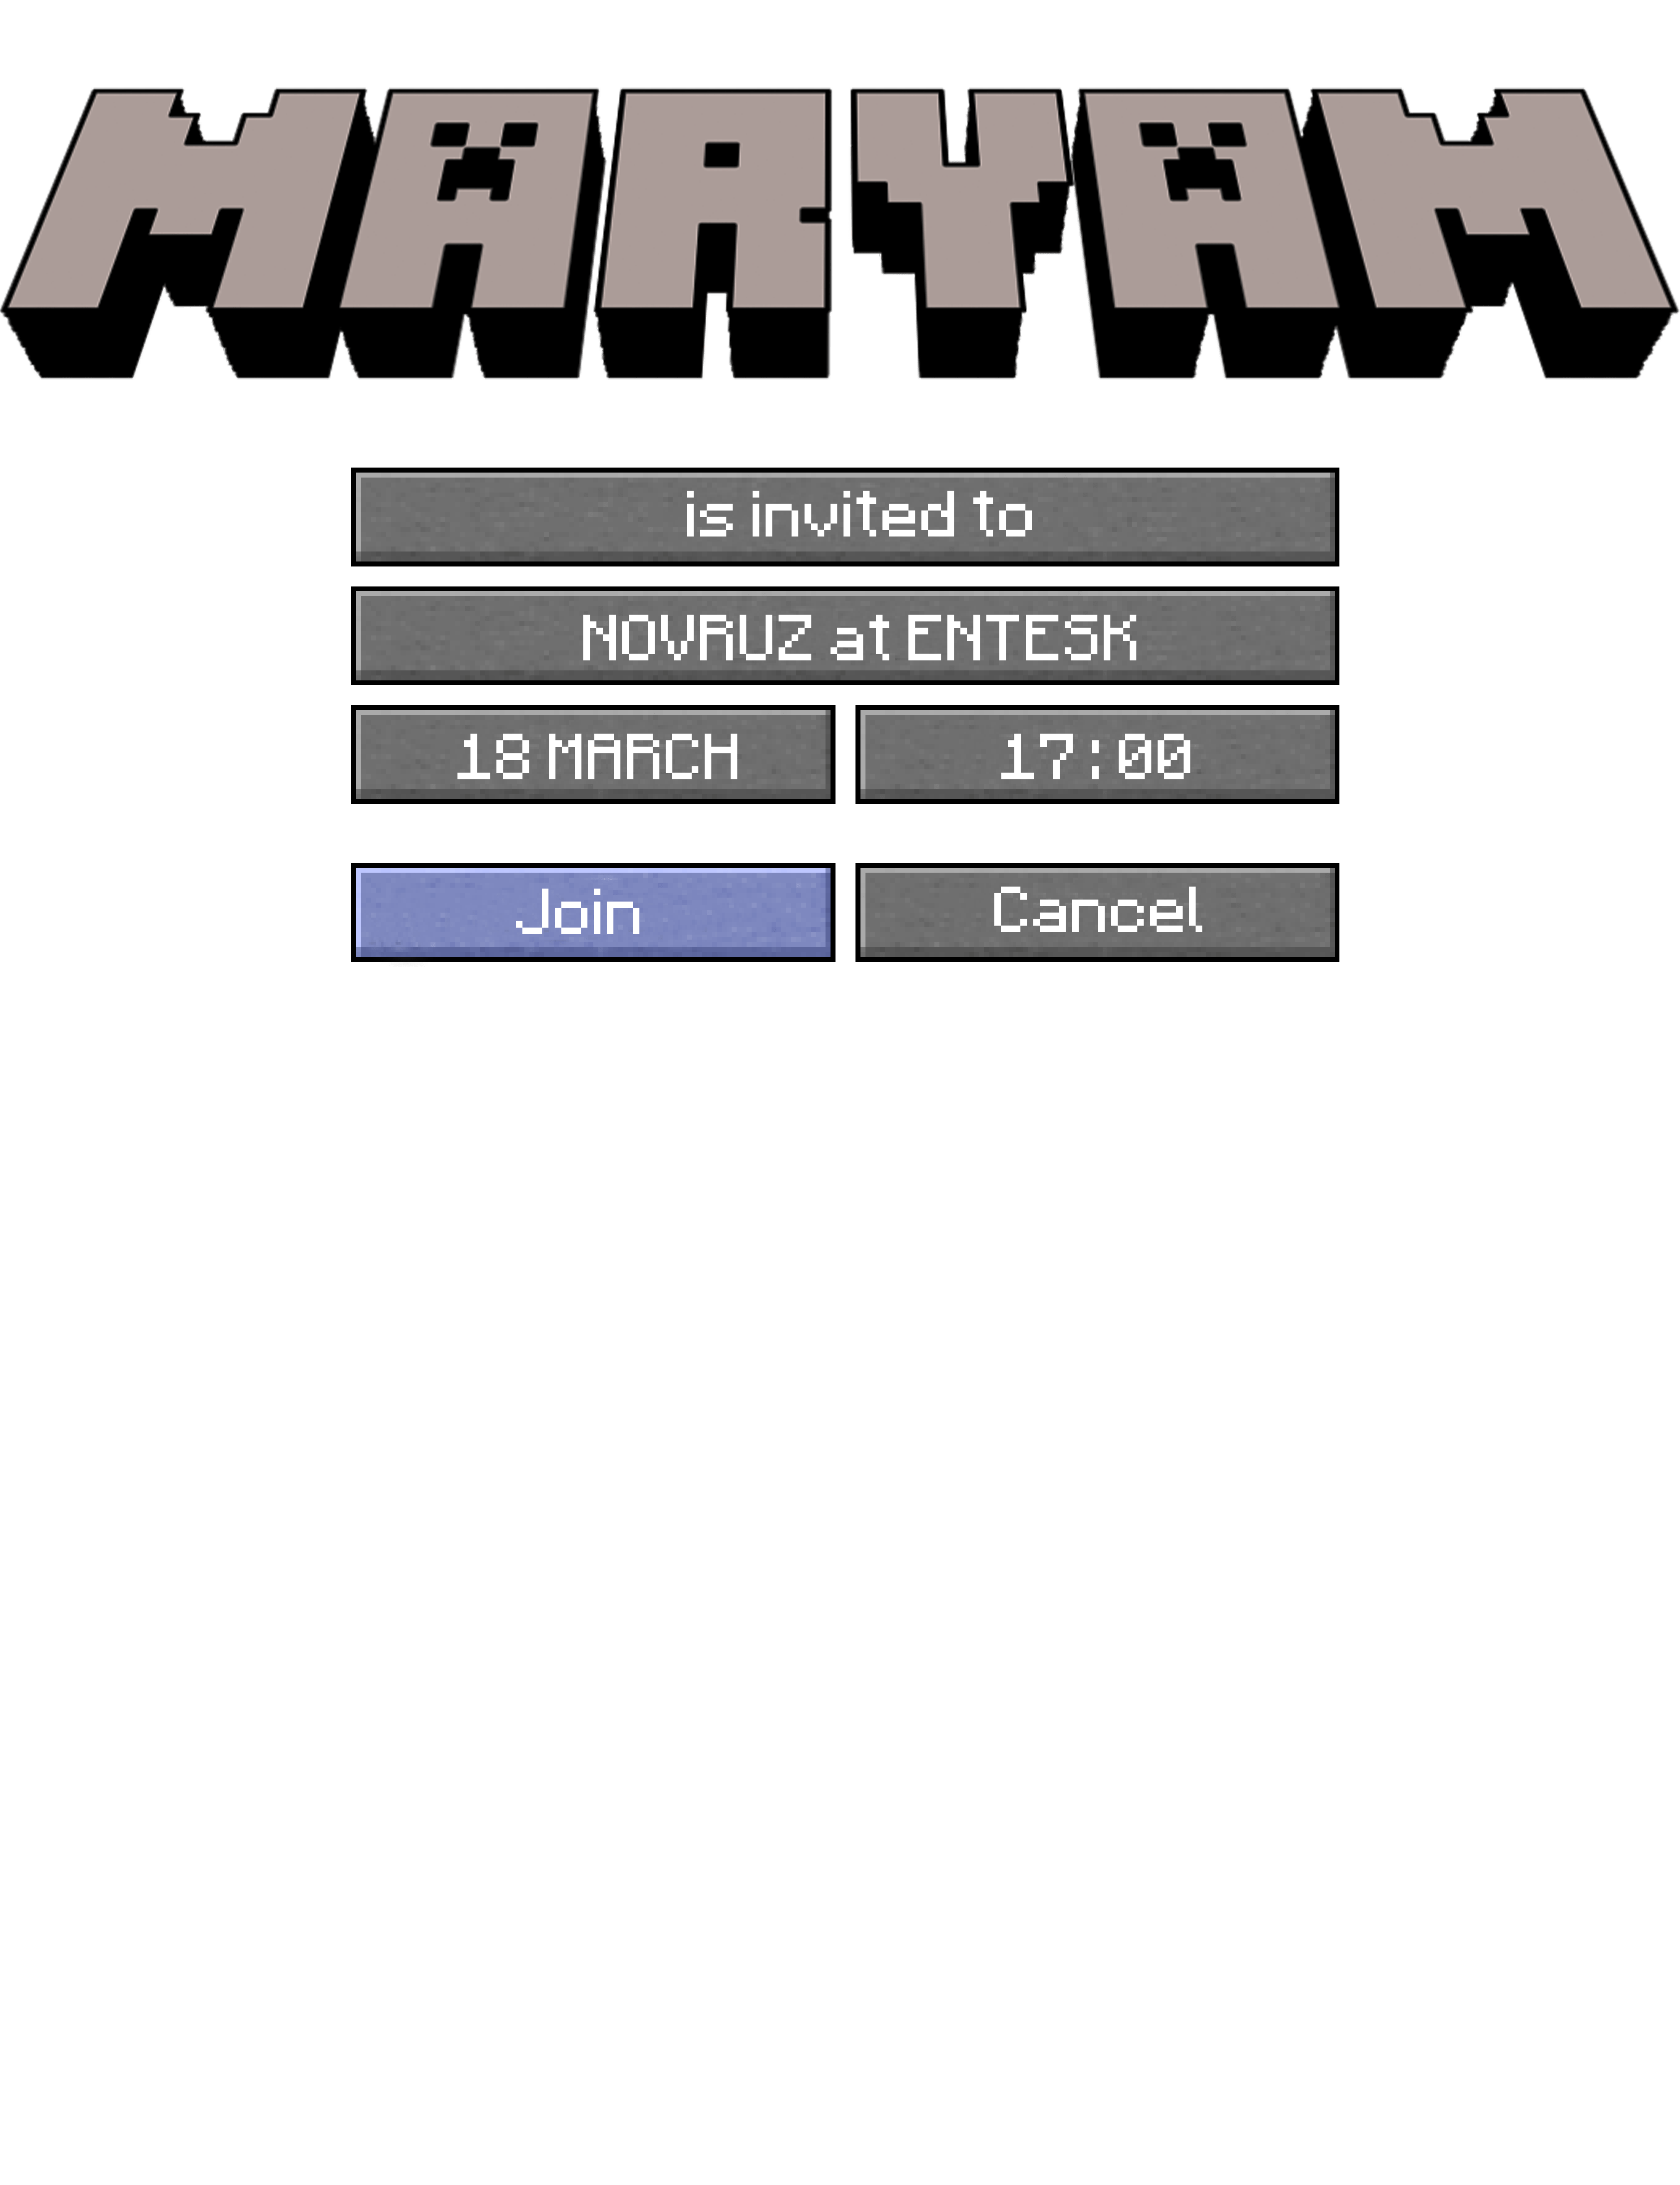 MARYAM
is invited to
NOVRUZ at ENTESK
18 MARCH
17:00
Join
Cancel